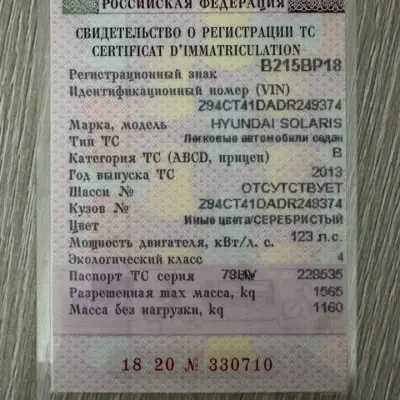 РОССИЙСКАЯ ФЕДЕРАЦИЯ
СВИДЕТЕЛЬСТВО О РЕГИСТРАЦИИ ТС
CERTIFICAT D'IMMATRICULATION
Регистрационный знак В215ВР18
Идентификационный номер (VIN)
Z94CT41DADR249374
Марка, модель HYUNDAI SOLARIS
Тип ТС Легковые автомобили седан
Категория ТС (ABCD, прицеп) B
Год выпуска ТС 2013
Шасси № ОТСУТСТВУЕТ
Кузов № Z94CT41DADR249374
Цвет Иные цвета/СЕРЕБРИСТЫЙ
Мощность двигателя, кВт/л. с. 123 л.с.
Экологический класс 4
Паспорт ТС серия 78НУ 228535
Разрешенная max масса, kg 1565
Масса без нагрузки, kg 1160
18 20 № 330710